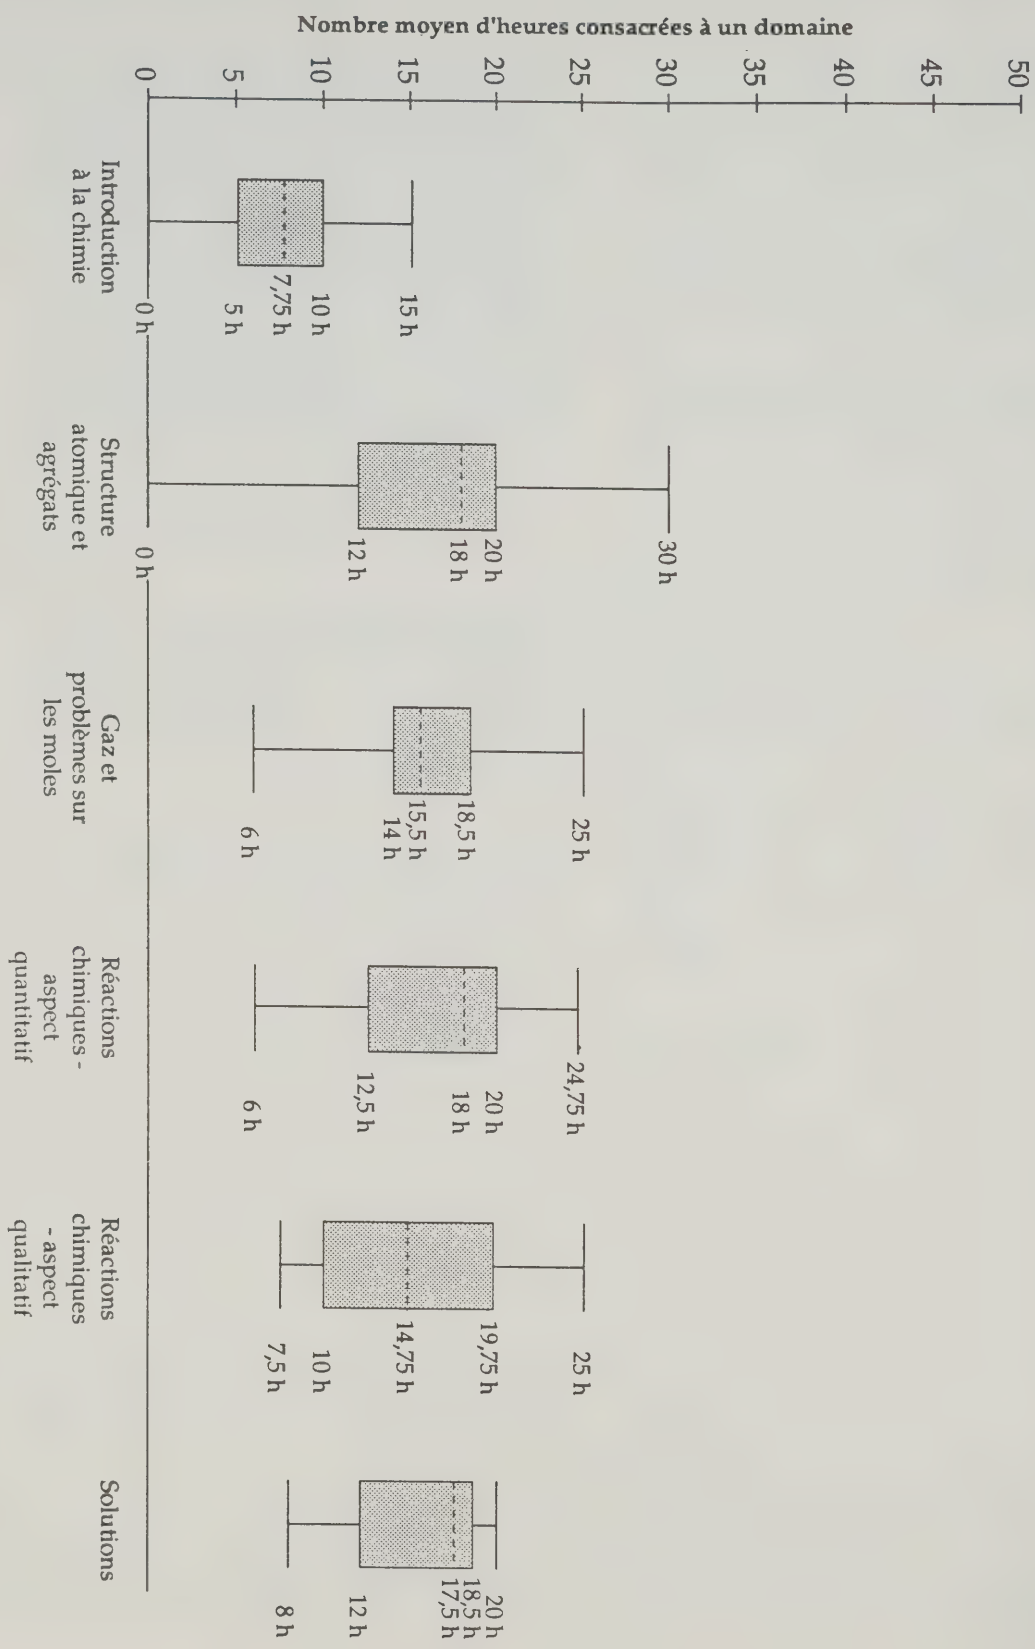 Nombre moyen d'heures consacrées à un domaine
50
45
40
35
30
25
20
15
10
5
0
15 h
10 h
7,75 h
5 h
0 h
Introduction
à la chimie
30 h
20 h
18 h
12 h
0 h
Structure
atomique et
agrégats
25 h
18,5 h
15,5 h
14 h
6 h
Gaz et
problèmes sur
les moles
24,75 h
20 h
18 h
12,5 h
6 h
Réactions
chimiques -
aspect
quantitatif
25 h
19,75 h
14,75 h
10 h
7,5 h
Réactions
chimiques
- aspect
qualitatif
20 h
18,5 h
17,5 h
12 h
8 h
Solutions